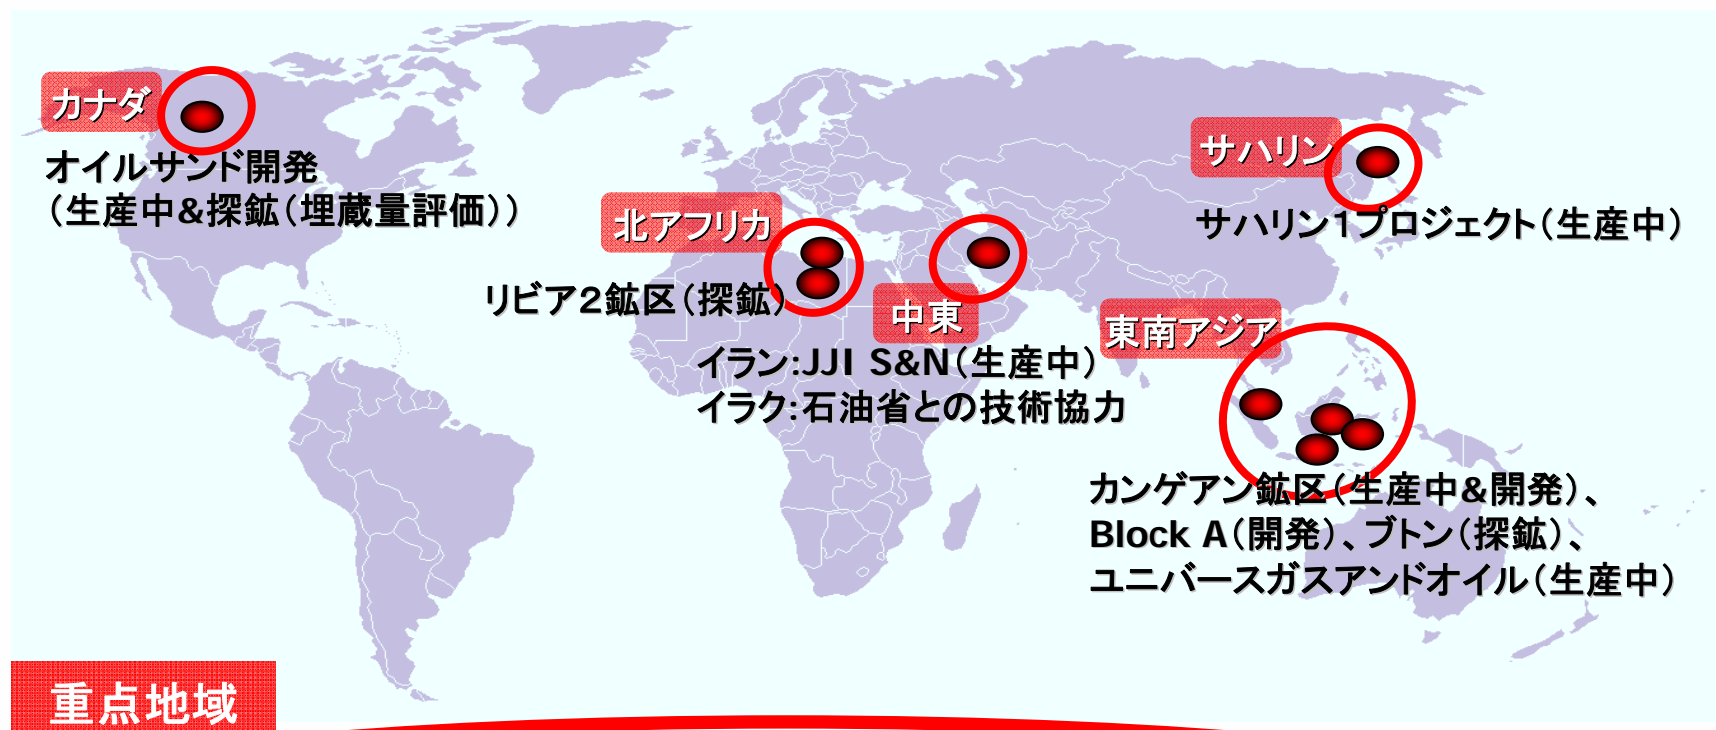 カナダ
オイルサンド開発
（生産中&探鉱（埋蔵量評価））
サハリン
サハリン1プロジェクト（生産中）
北アフリカ
リビア2鉱区（探鉱）
中東
イラン:JJI S&N（生産中）
イラク:石油省との技術協力
東南アジア
カンゲアン鉱区（生産中&開発）、
Block A（開発）、ブトン（探鉱）、
ユニバースガスアンドオイル（生産中）
重点地域